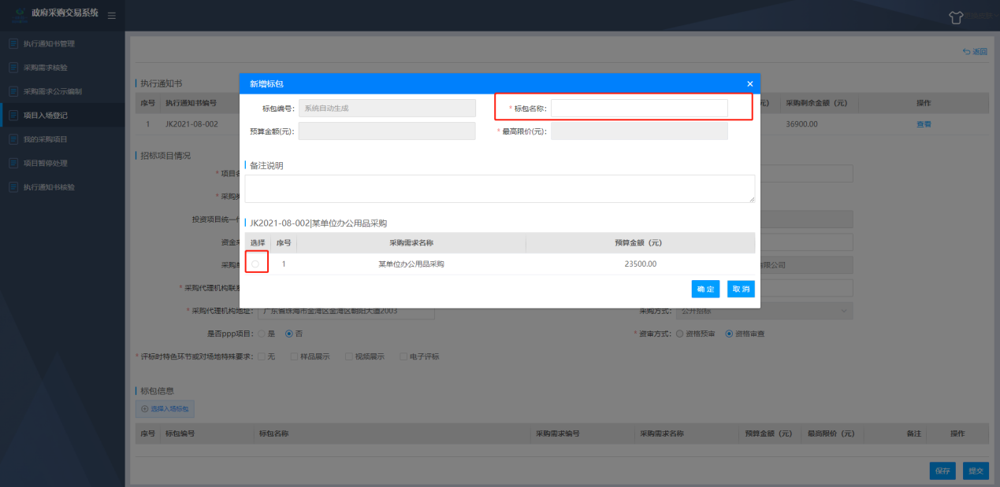 政府采购交易系统
执行通知书管理
采购需求核验
采购需求公示编制
项目入场登记
我的采购项目
项目暂停处理
执行通知书核验
返回
执行通知书
序号 执行通知书编号 元) 采购剩余金额（元） 操作
1 JK2021-08-002 36900.00 查看
新增标包 ×
标包编号： 系统自动生成 * 标包名称：
预算金额(元)： * 最高限价(元)：
备注说明
JK2021-08-002|某单位办公用品采购
选择 序号 采购需求名称 预算金额（元）
1 某单位办公用品采购 23500.00
确 定 取 消
招标项目情况
* 项目名
* 采购类
投资项目统一代
资金来
采购单 有限公司
* 采购代理机构联系
* 采购代理机构地址： 广东省珠海市金湾区金湾区朝阳大道2003 采购方式： 公开招标
是否ppp项目： 是 否 * 资审方式： 资格预审 资格审查
* 评标时特色环节或对场地特殊要求： 无 样品展示 视频展示 电子评标
标包信息
选择入场标包
序号 标包编号 标包名称 采购需求编号 采购需求名称 预算金额（元） 最高限价（元） 备注 操作
保存 提交